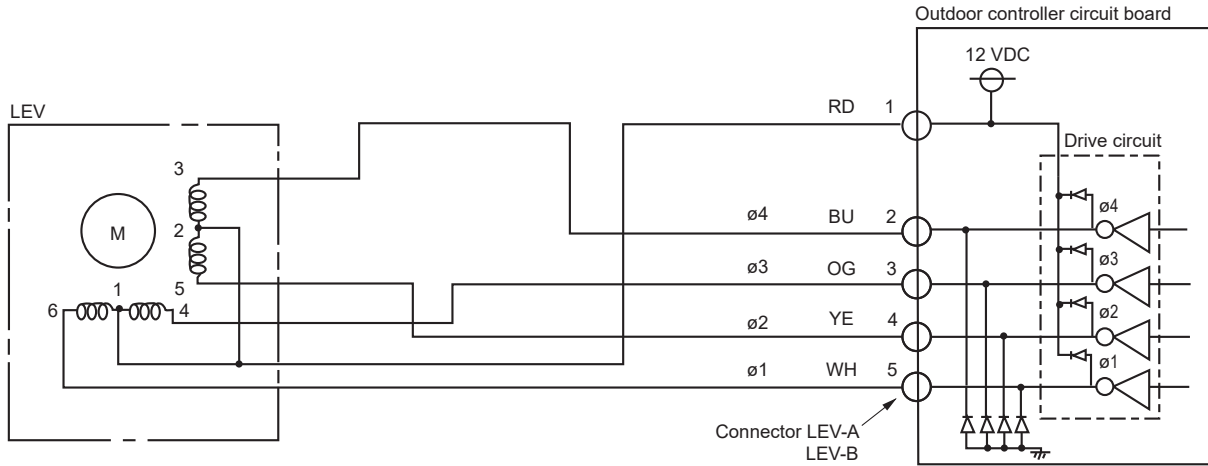 Outdoor controller circuit board
12 VDC
LEV
RD 1
Drive circuit
3
ø4
ø4 BU 2
M
2
ø3
ø3 OG 3
5
1
6 4
ø2
ø2 YE 4
ø1
ø1 WH 5
Connector LEV-A
LEV-B